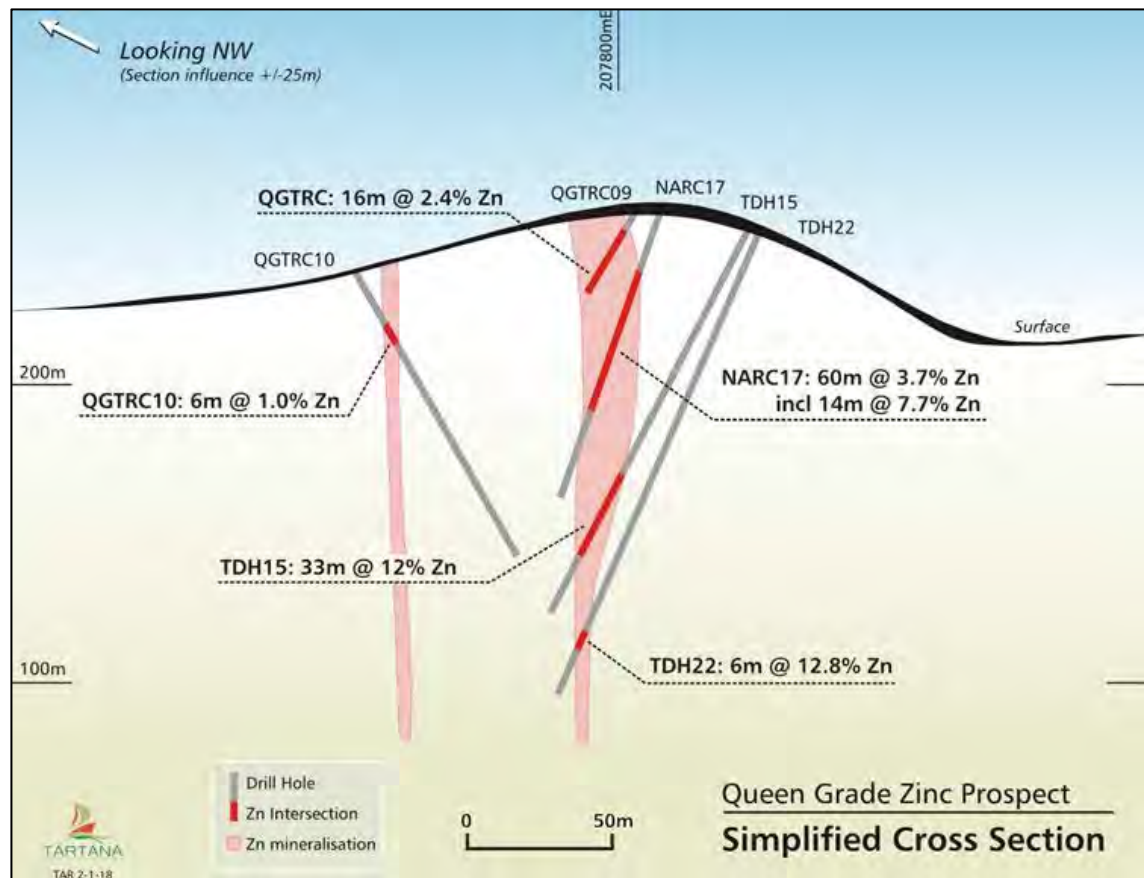 Looking NW
(Section influence +/-25m)
207800mE
QGTRC: 16m @ 2.4% Zn
QGTRC09
NARC17
TDH15
TDH22
QGTRC10
Surface
200m
QGTRC10: 6m @ 1.0% Zn
NARC17: 60m @ 3.7% Zn
incl 14m @ 7.7% Zn
TDH15: 33m @ 12% Zn
100m
TDH22: 6m @ 12.8% Zn
Drill Hole
Zn Intersection
Zn mineralisation
0
50m
Queen Grade Zinc Prospect
Simplified Cross Section
TARTANA
TAR 2-1-18